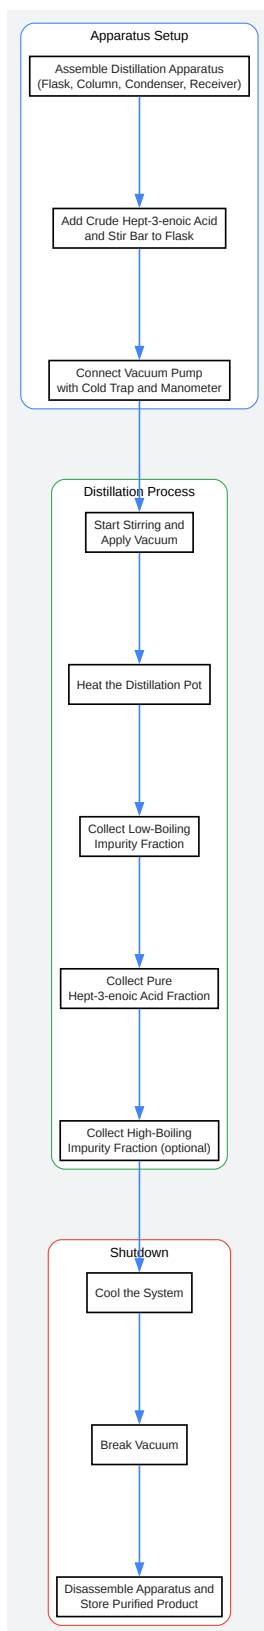 Apparatus Setup
Assemble Distillation Apparatus
(Flask, Column, Condenser, Receiver)
Add Crude Hept-3-enoic Acid
and Stir Bar to Flask
Connect Vacuum Pump
with Cold Trap and Manometer
Distillation Process
Start Stirring and
Apply Vacuum
Heat the Distillation Pot
Collect Low-Boiling
Impurity Fraction
Collect Pure
Hept-3-enoic Acid Fraction
Collect High-Boiling
Impurity Fraction (optional)
Shutdown
Cool the System
Break Vacuum
Disassemble Apparatus and
Store Purified Product